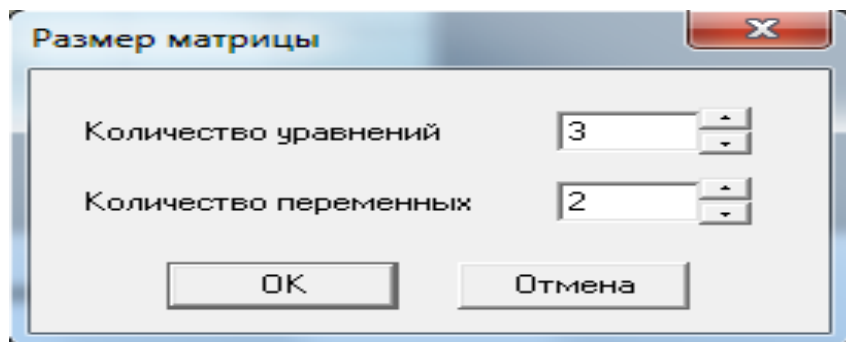 Размер матрицы
Количество уравнений 3
Количество переменных 2
OK Отмена